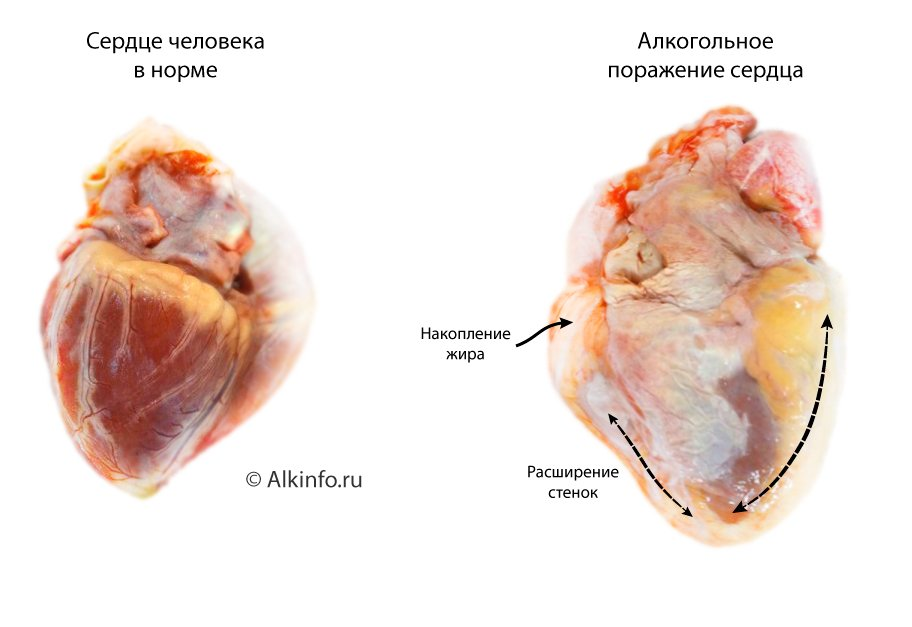 Сердце человека
в норме
Алкогольное
поражение сердца
Накопление
жира
Расширение
стенок
© Alkinfo.ru